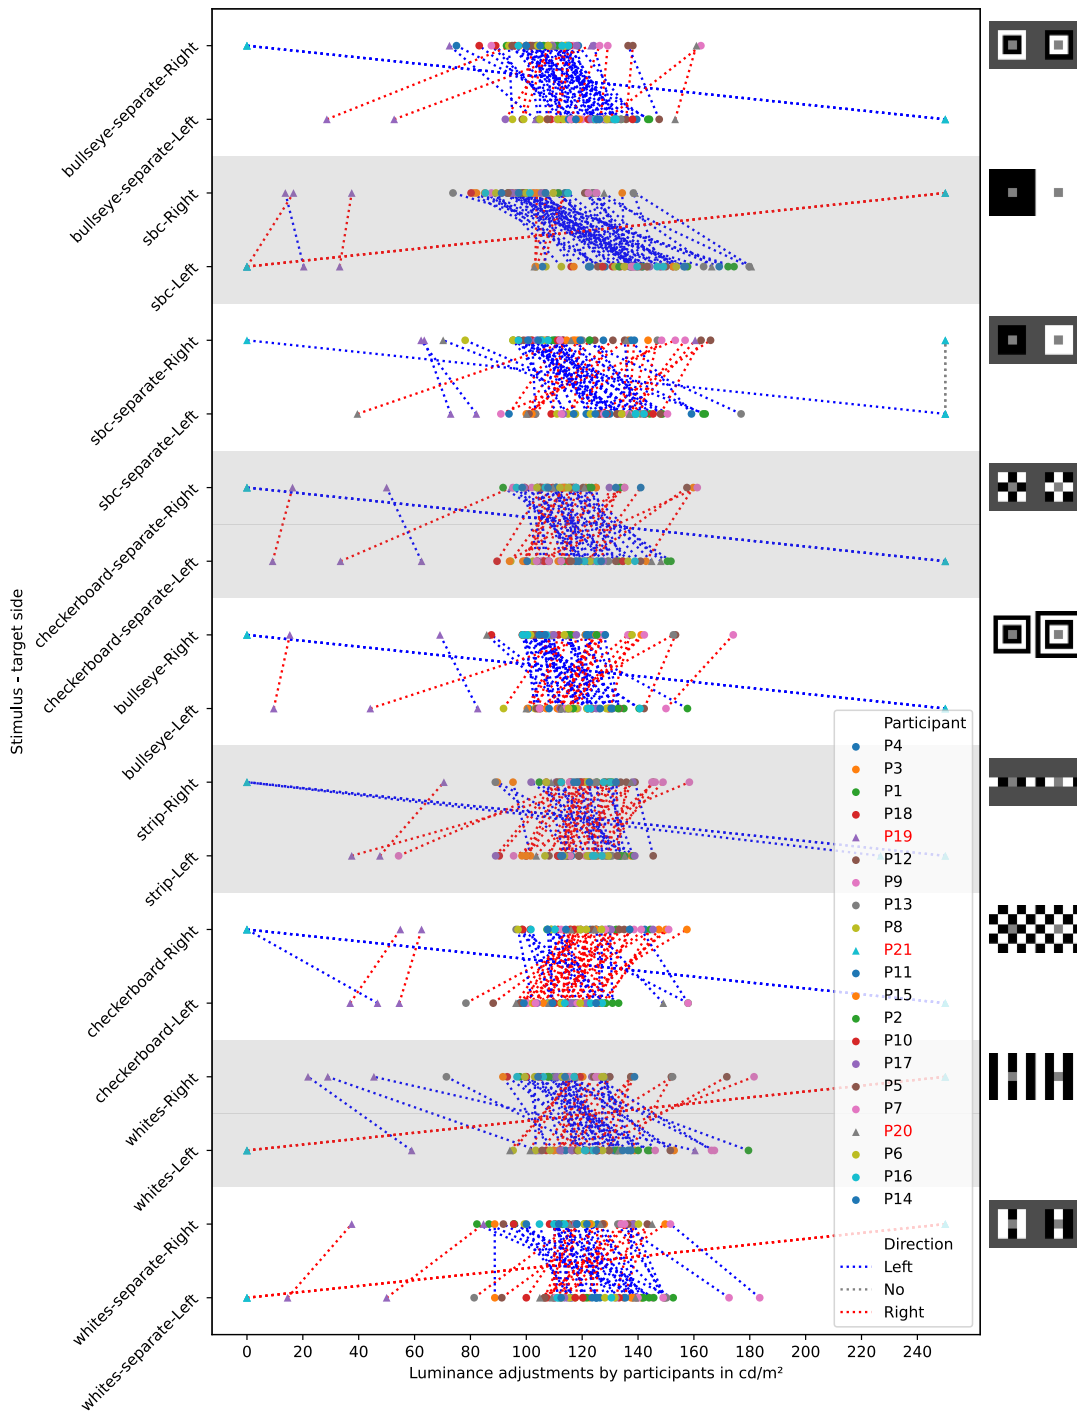 Stimulus - target side
bullseye-separate-Right
bullseye-separate-Left
sbc-Right
sbc-Left
sbc-separate-Right
sbc-separate-Left
checkerboard-separate-Right
checkerboard-separate-Left
bullseye-Right
bullseye-Left
strip-Right
strip-Left
checkerboard-Right
checkerboard-Left
whites-Right
whites-Left
whites-separate-Right
whites-separate-Left
Participant
P4
P3
P1
P18
P19
P12
P9
P13
P8
P21
P11
P15
P2
P10
P17
P5
P7
P20
P6
P16
P14
Direction
Left
No
Right
0 20 40 60 80 100 120 140 160 180 200 220 240
Luminance adjustments by participants in cd/m²